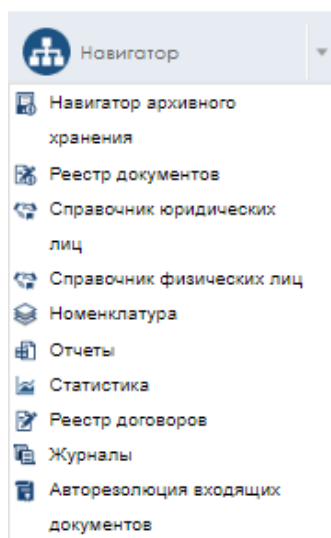 Навигатор
Навигатор архивного
хранения
Реестр документов
Справочник юридических
лиц
Справочник физических лиц
Номенклатура
Отчеты
Статистика
Реестр договоров
Журналы
Авторезолюция входящих
документов